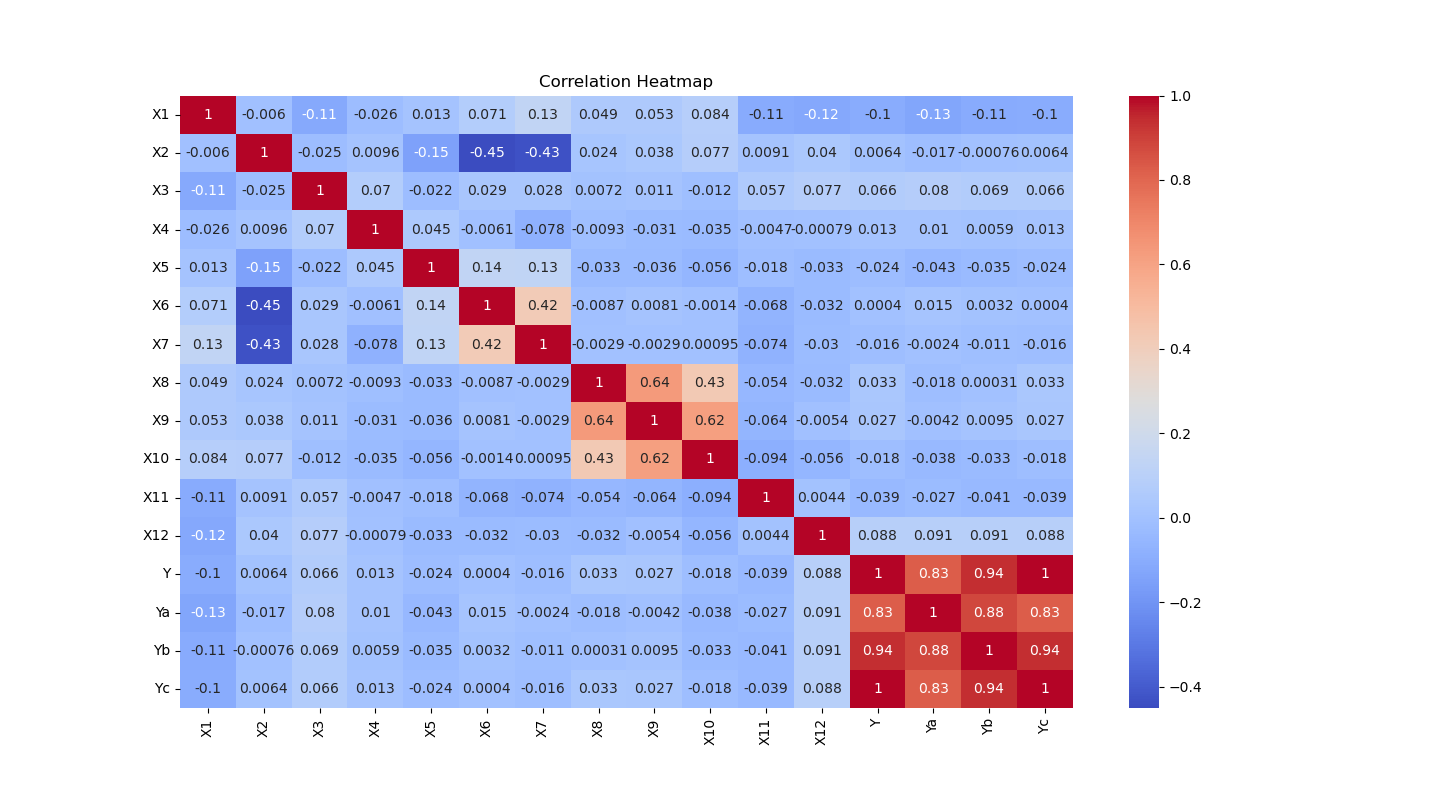 Correlation Heatmap
X1 1 -0.006 -0.11 -0.026 0.013 0.071 0.13 0.049 0.053 0.084 -0.11 -0.12 -0.1 -0.13 -0.11 -0.1 1.0
X2 -0.006 1 -0.025 0.0096 -0.15 -0.45 -0.43 0.024 0.038 0.077 0.0091 0.04 0.0064 -0.017 -0.00076 0.0064
X3 -0.11 -0.025 1 0.07 -0.022 0.029 0.028 0.0072 0.011 -0.012 0.057 0.077 0.066 0.08 0.069 0.066 0.8
X4 -0.026 0.0096 0.07 1 0.045 -0.0061 -0.078 -0.0093 -0.031 -0.035 -0.0047 -0.00079 0.013 0.01 0.0059 0.013
X5 0.013 -0.15 -0.022 0.045 1 0.14 0.13 -0.033 -0.036 -0.056 -0.018 -0.033 -0.024 -0.043 -0.035 -0.024 0.6
X6 0.071 -0.45 0.029 -0.0061 0.14 1 0.42 -0.0087 0.0081 -0.0014 -0.068 -0.032 0.0004 0.015 0.0032 0.0004
X7 0.13 -0.43 0.028 -0.078 0.13 0.42 1 -0.0029 -0.0029 0.00095 -0.074 -0.03 -0.016 -0.0024 -0.011 -0.016 0.4
X8 0.049 0.024 0.0072 -0.0093 -0.033 -0.0087 -0.0029 1 0.64 0.43 -0.054 -0.032 0.033 -0.018 0.00031 0.033
X9 0.053 0.038 0.011 -0.031 -0.036 0.0081 -0.0029 0.64 1 0.62 -0.064 -0.0054 0.027 -0.0042 0.0095 0.027 0.2
X10 0.084 0.077 -0.012 -0.035 -0.056 -0.0014 0.00095 0.43 0.62 1 -0.094 -0.056 -0.018 -0.038 -0.033 -0.018
X11 -0.11 0.0091 0.057 -0.0047 -0.018 -0.068 -0.074 -0.054 -0.064 -0.094 1 0.0044 -0.039 -0.027 -0.041 -0.039 0.0
X12 -0.12 0.04 0.077 -0.00079 -0.033 -0.032 -0.03 -0.032 -0.0054 -0.056 0.0044 1 0.088 0.091 0.091 0.088
Y -0.1 0.0064 0.066 0.013 -0.024 0.0004 -0.016 0.033 0.027 -0.018 -0.039 0.088 1 0.83 0.94 1
Ya -0.13 -0.017 0.08 0.01 -0.043 0.015 -0.0024 -0.018 -0.0042 -0.038 -0.027 0.091 0.83 1 0.88 0.83 −0.2
Yb -0.11 -0.00076 0.069 0.0059 -0.035 0.0032 -0.011 0.00031 0.0095 -0.033 -0.041 0.091 0.94 0.88 1 0.94
Yc -0.1 0.0064 0.066 0.013 -0.024 0.0004 -0.016 0.033 0.027 -0.018 -0.039 0.088 1 0.83 0.94 1 −0.4
X1 X2 X3 X4 X5 X6 X7 X8 X9 X10 X11 X12 Y Ya Yb Yc